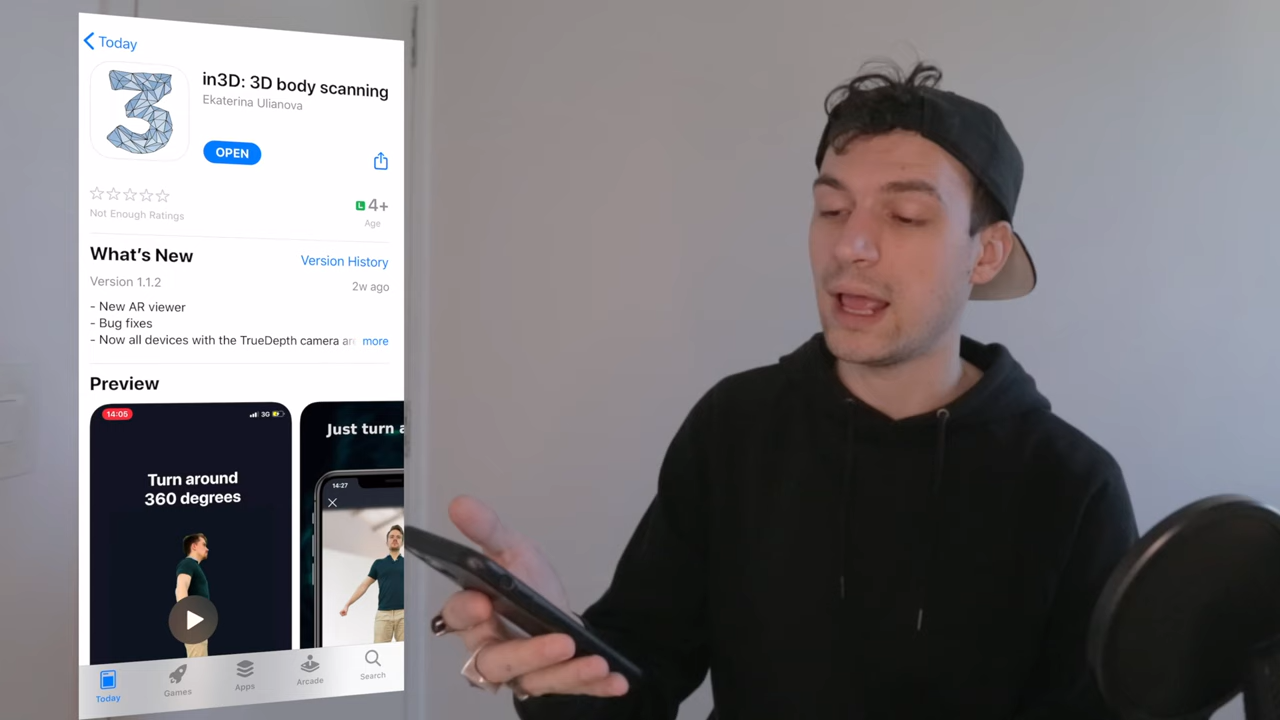 Today
in3D: 3D body scanning
Ekaterina Ulianova
OPEN
Not Enough Ratings
L 4+
Age
What's New
Version History
Version 1.1.2
2w ago
- New AR viewer
- Bug fixes
- Now all devices with the TrueDepth camera
more
Preview
14:05
3G
Turn around
360 degrees
Just turn
14:27
Today
Games
Apps
Arcade
Search